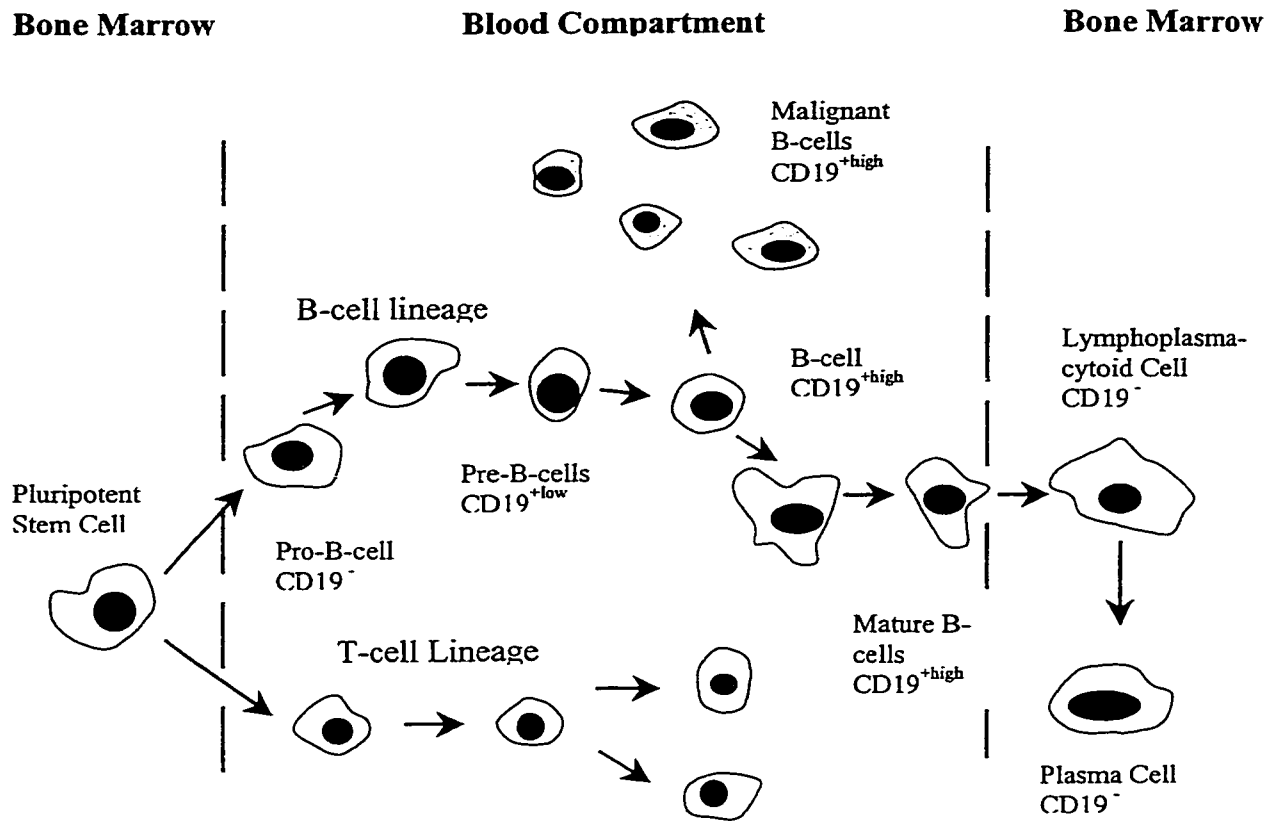 Bone Marrow
Blood Compartment
Bone Marrow
Malignant
B-cells
CD19^+high
B-cell lineage
B-cell
CD19^+high
Lymphoplasma-
cytoid Cell
CD19^-
Pluripotent
Stem Cell
Pre-B-cells
CD19^+low
Pro-B-cell
CD19^-
T-cell Lineage
Mature B-
cells
CD19^+high
Plasma Cell
CD19^-